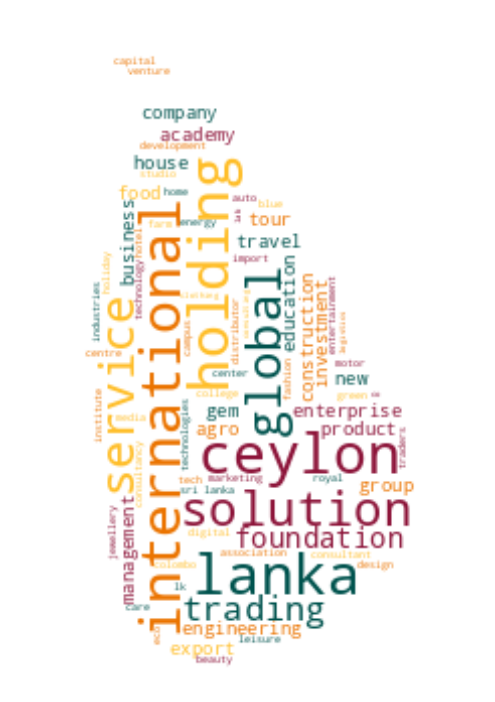 capital
venture
company
academy
development
house
studio
food
home
business
holding
international
auto
blue
tour
farm
energy
travel
import
hotel
technology
holiday
industries
service
global
education
distributor
construction
investment
entertainment
campus
centre
center
motor
new
fashion
college
green
gem
enterprise
agro
product
traders
institute
media
technologies
consultancy
ceylon
tech
marketing
royal
group
sri lanka
management
jewellery
solution
digital
foundation
association
consultant
colombo
design
lanka
lk
care
trading
engineering
eco
leisure
export
beauty